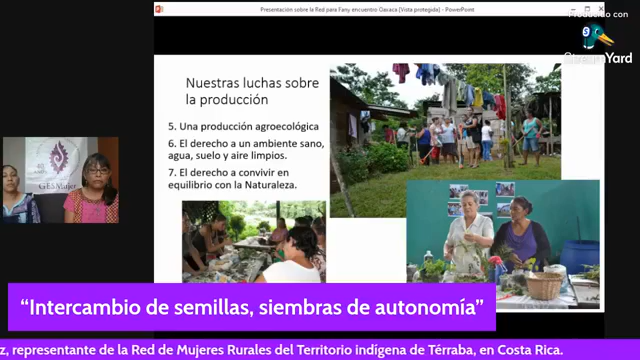 Presentación sobre la Red para Fany encuentro Oaxaca [Vista protegida] - PowerPoint
Producido con
StreamYard
Nuestras luchas sobre
la producción
5. Una producción agroecológica
6. El derecho a un ambiente sano,
agua, suelo y aire limpios.
7. El derecho a convivir en
equilibrio con la Naturaleza.
GESMujer
“Intercambio de semillas, siembras de autonomía”
z, representante de la Red de Mujeres Rurales del Territorio indígena de Térraba, en Costa Rica.